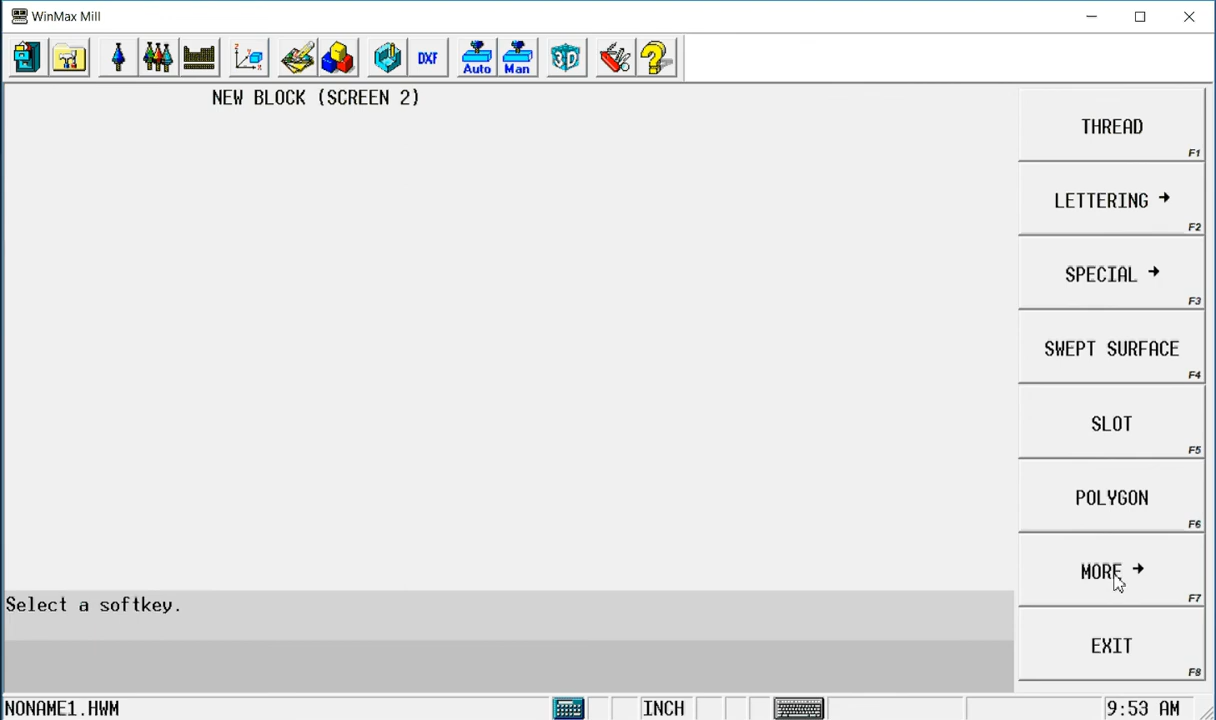 WinMax Mill
DXF
Auto
Man
3D
NEW BLOCK (SCREEN 2)
THREAD
F1
LETTERING →
F2
SPECIAL →
F3
SWEPT SURFACE
F4
SLOT
F5
POLYGON
F6
MORE →
F7
Select a softkey.
EXIT
F8
NONAME1.HWM
INCH
9:53 AM